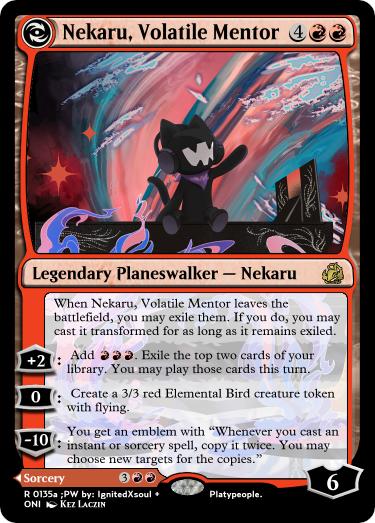 Nekaru, Volatile Mentor 4
Legendary Planeswalker — Nekaru
When Nekaru, Volatile Mentor leaves the
battlefield, you may exile them. If you do, you may
cast it transformed for as long as it remains exiled.
+2: Add . Exile the top two cards of your
library. You may play those cards this turn.
0: Create a 3/3 red Elemental Bird creature token
with flying.
-10: You get an emblem with “Whenever you cast an
instant or sorcery spell, copy it twice. You may
choose new targets for the copies.”
Sorcery 3
6
R 0135a ;PW by: IgnitedXsoul + Platypeople.
ONI Kez Laczin